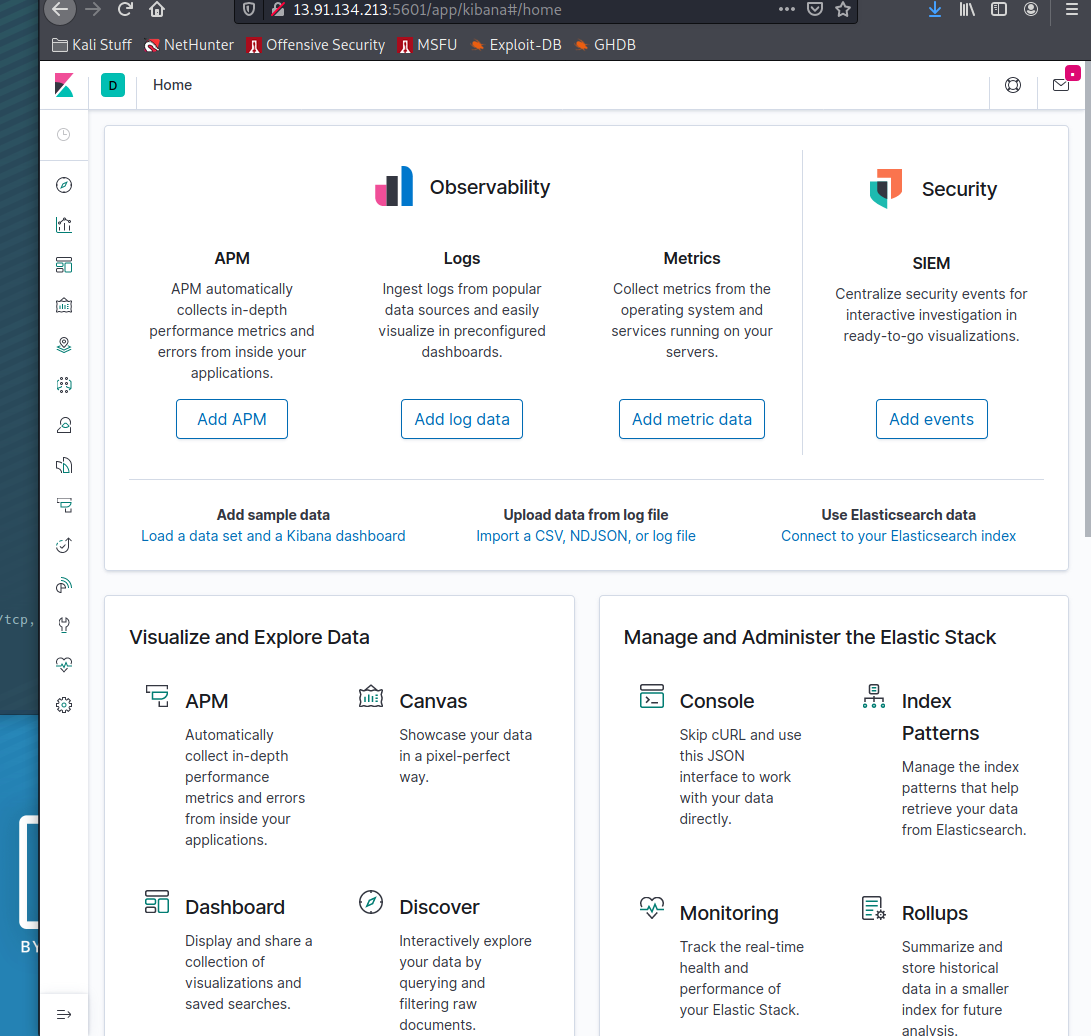 13.91.134.213:5601/app/kibana#/home
Kali Stuff NetHunter Offensive Security MSFU Exploit-DB GHDB
D Home
Observability
Security
APM
APM automatically
collects in-depth
performance metrics and
errors from inside your
applications.
Add APM
Logs
Ingest logs from popular
data sources and easily
visualize in preconfigured
dashboards.
Add log data
Metrics
Collect metrics from the
operating system and
services running on your
servers.
Add metric data
SIEM
Centralize security events for
interactive investigation in
ready-to-go visualizations.
Add events
Add sample data
Load a data set and a Kibana dashboard
Upload data from log file
Import a CSV, NDJSON, or log file
Use Elasticsearch data
Connect to your Elasticsearch index
/tcp,
Visualize and Explore Data
APM
Automatically
collect in-depth
performance
metrics and errors
from inside your
applications.
Canvas
Showcase your data
in a pixel-perfect
way.
Dashboard
Display and share a
collection of
visualizations and
saved searches.
Discover
Interactively explore
your data by
querying and
filtering raw
documents.
Manage and Administer the Elastic Stack
Console
Skip cURL and use
this JSON
interface to work
with your data
directly.
Index
Patterns
Manage the index
patterns that help
retrieve your data
from Elasticsearch.
Monitoring
Track the real-time
health and
performance of
your Elastic Stack.
Rollups
Summarize and
store historical
data in a smaller
index for future
analysis.
BY